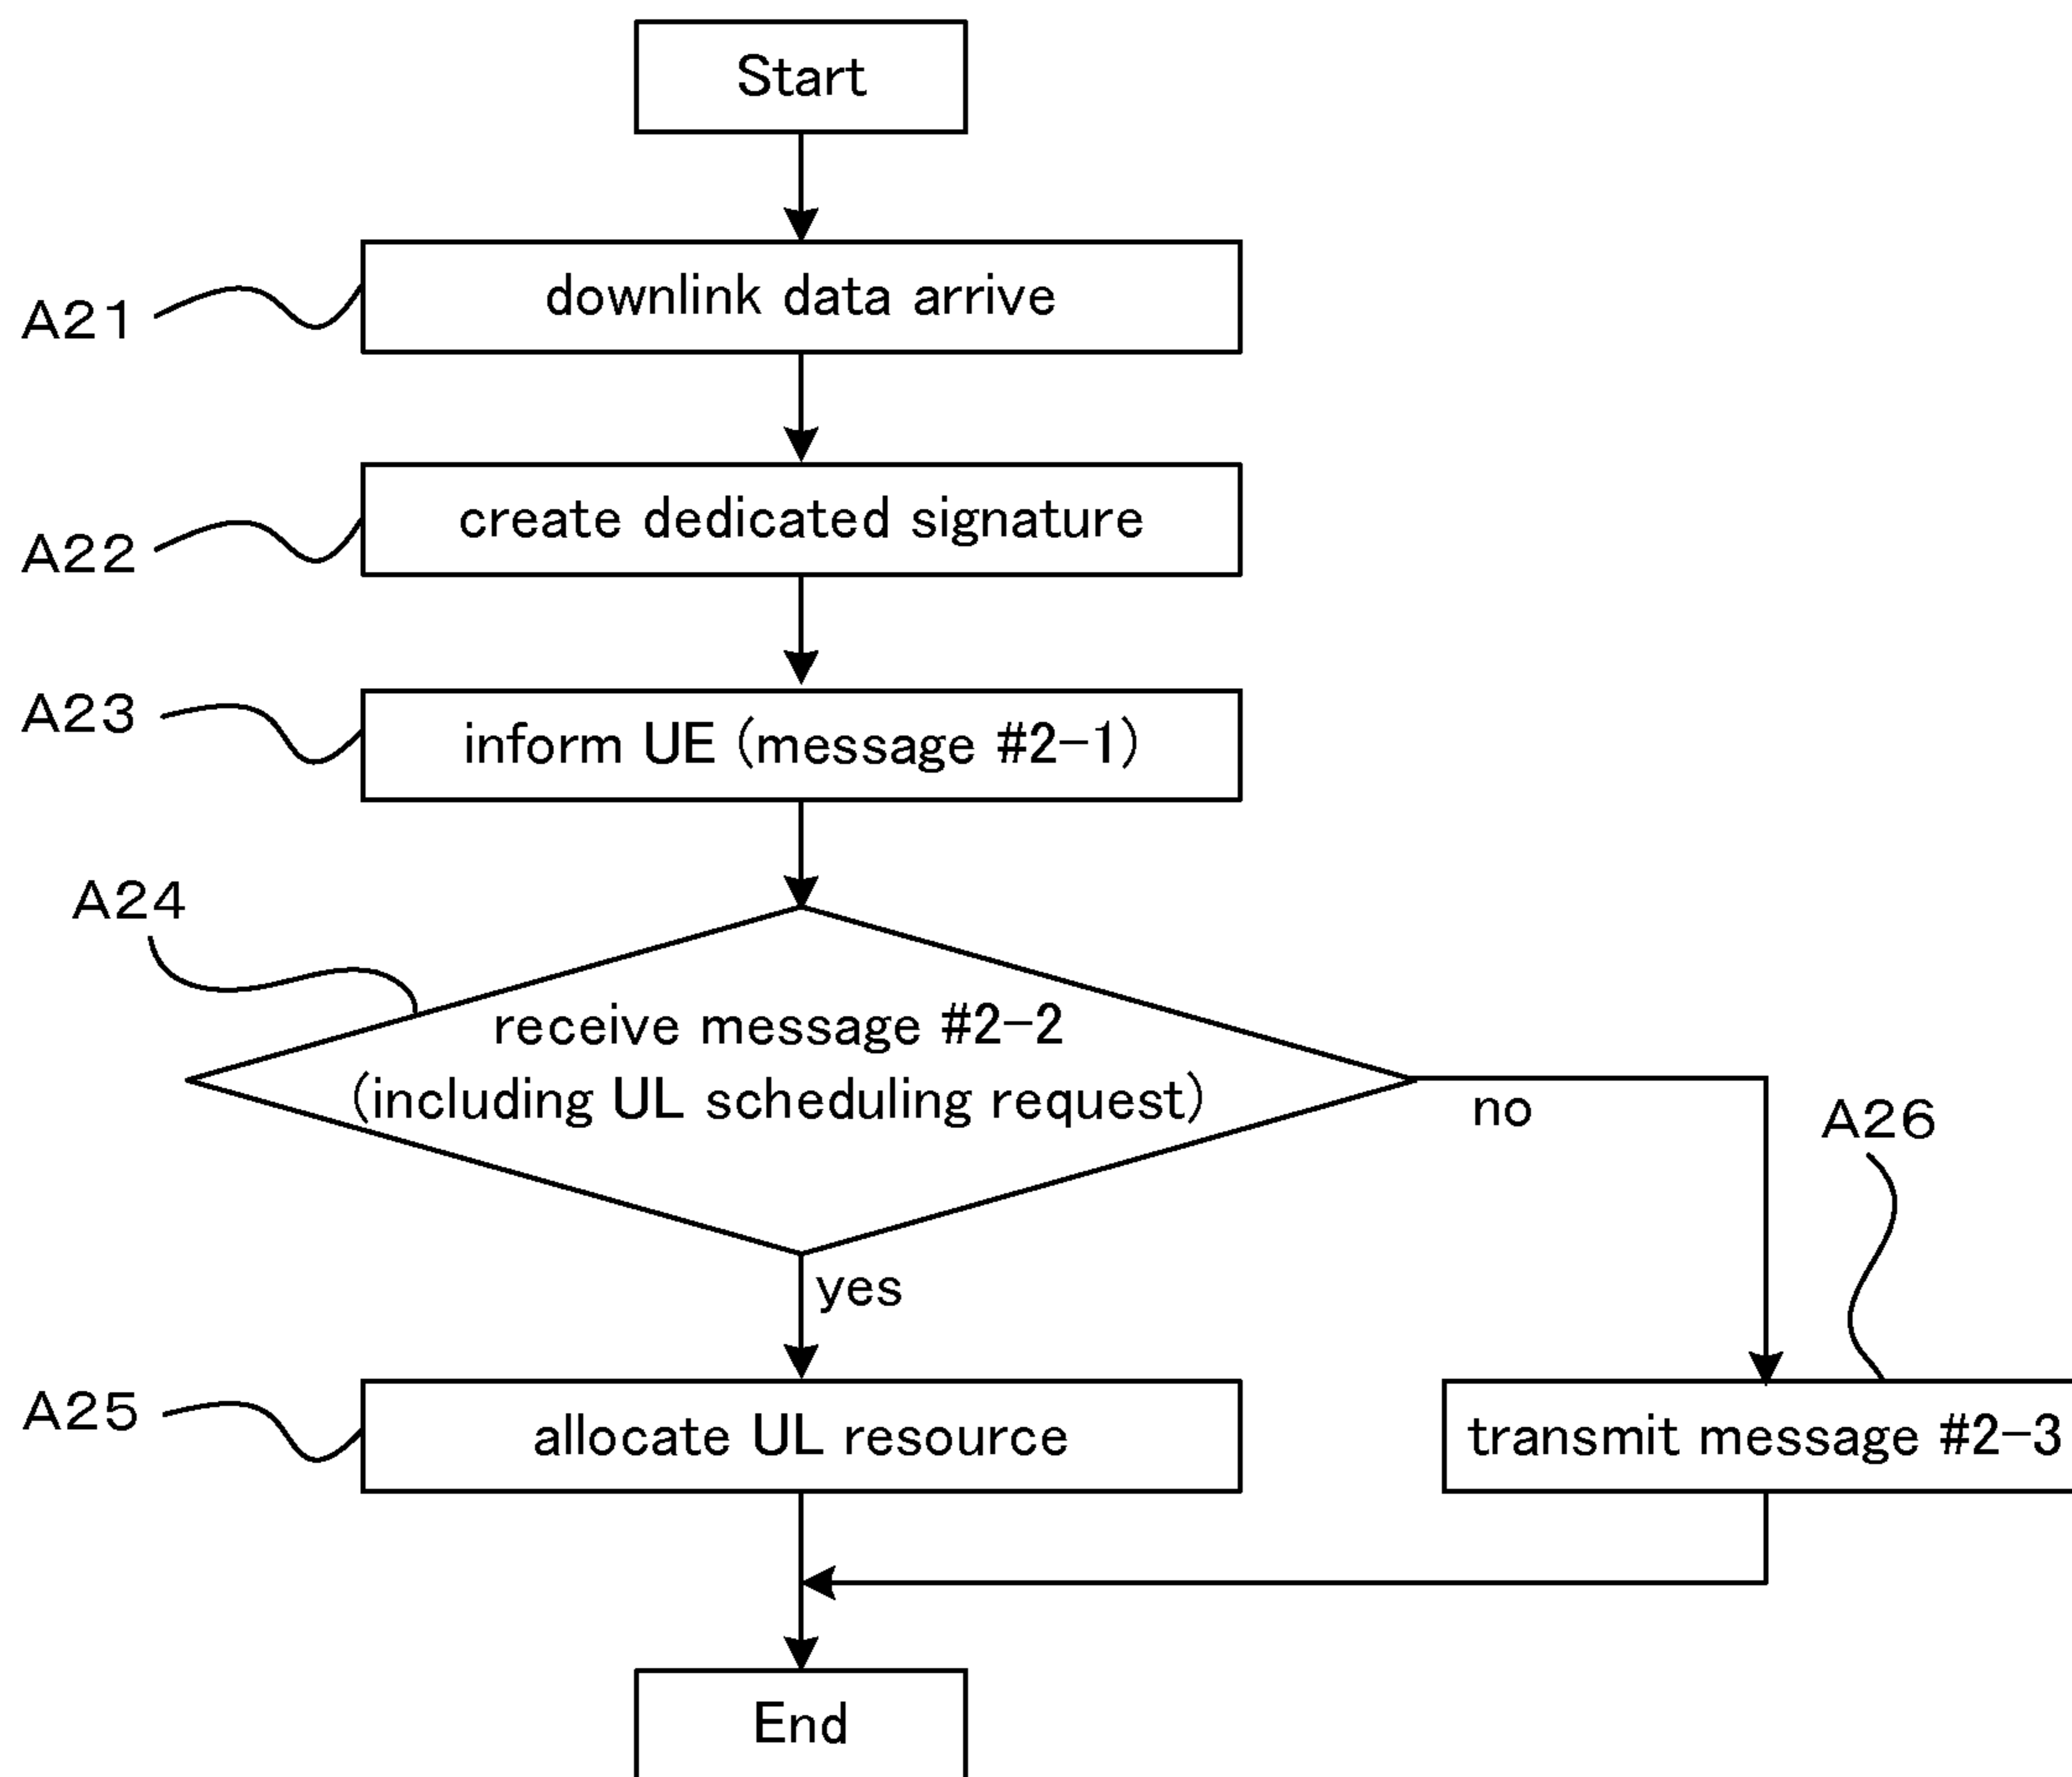 Start
A21
downlink data arrive
A22
create dedicated signature
A23
inform UE (message #2-1)
A24
receive message #2-2
(including UL scheduling request)
no
A26
yes
A25
allocate UL resource
transmit message #2-3
End